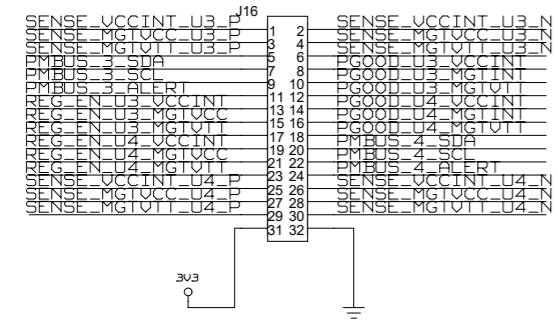 J16
SENSE_VCCINT_U3_P 1 2 SENSE_VCCINT_U3_N
SENSE_MGTVCC_U3_P 3 4 SENSE_MGTVCC_U3_N
SENSE_MGTVTT_U3_P 5 6 SENSE_MGTVTT_U3_N
PMBUS_3_SDA 7 8 PGOOD_U3_VCCINT
PMBUS_3_SCL 9 10 PGOOD_U3_MGTINT
PMBUS_3_ALERT 11 12 PGOOD_U3_MGTVTT
REG_EN_U3_VCCINT 13 14 PGOOD_U4_VCCINT
REG_EN_U3_MGTVCC 15 16 PGOOD_U4_MGTINT
REG_EN_U3_MGTVTT 17 18 PGOOD_U4_MGTVTT
REG_EN_U4_VCCINT 19 20 PMBUS_4_SDA
REG_EN_U4_MGTVCC 21 22 PMBUS_4_SCL
REG_EN_U4_MGTVTT 23 24 PMBUS_4_ALERT
SENSE_VCCINT_U4_P 25 26 SENSE_VCCINT_U4_N
SENSE_MGTVCC_U4_P 27 28 SENSE_MGTVCC_U4_N
SENSE_MGTVTT_U4_P 29 30 SENSE_MGTVTT_U4_N
31 32
3V3